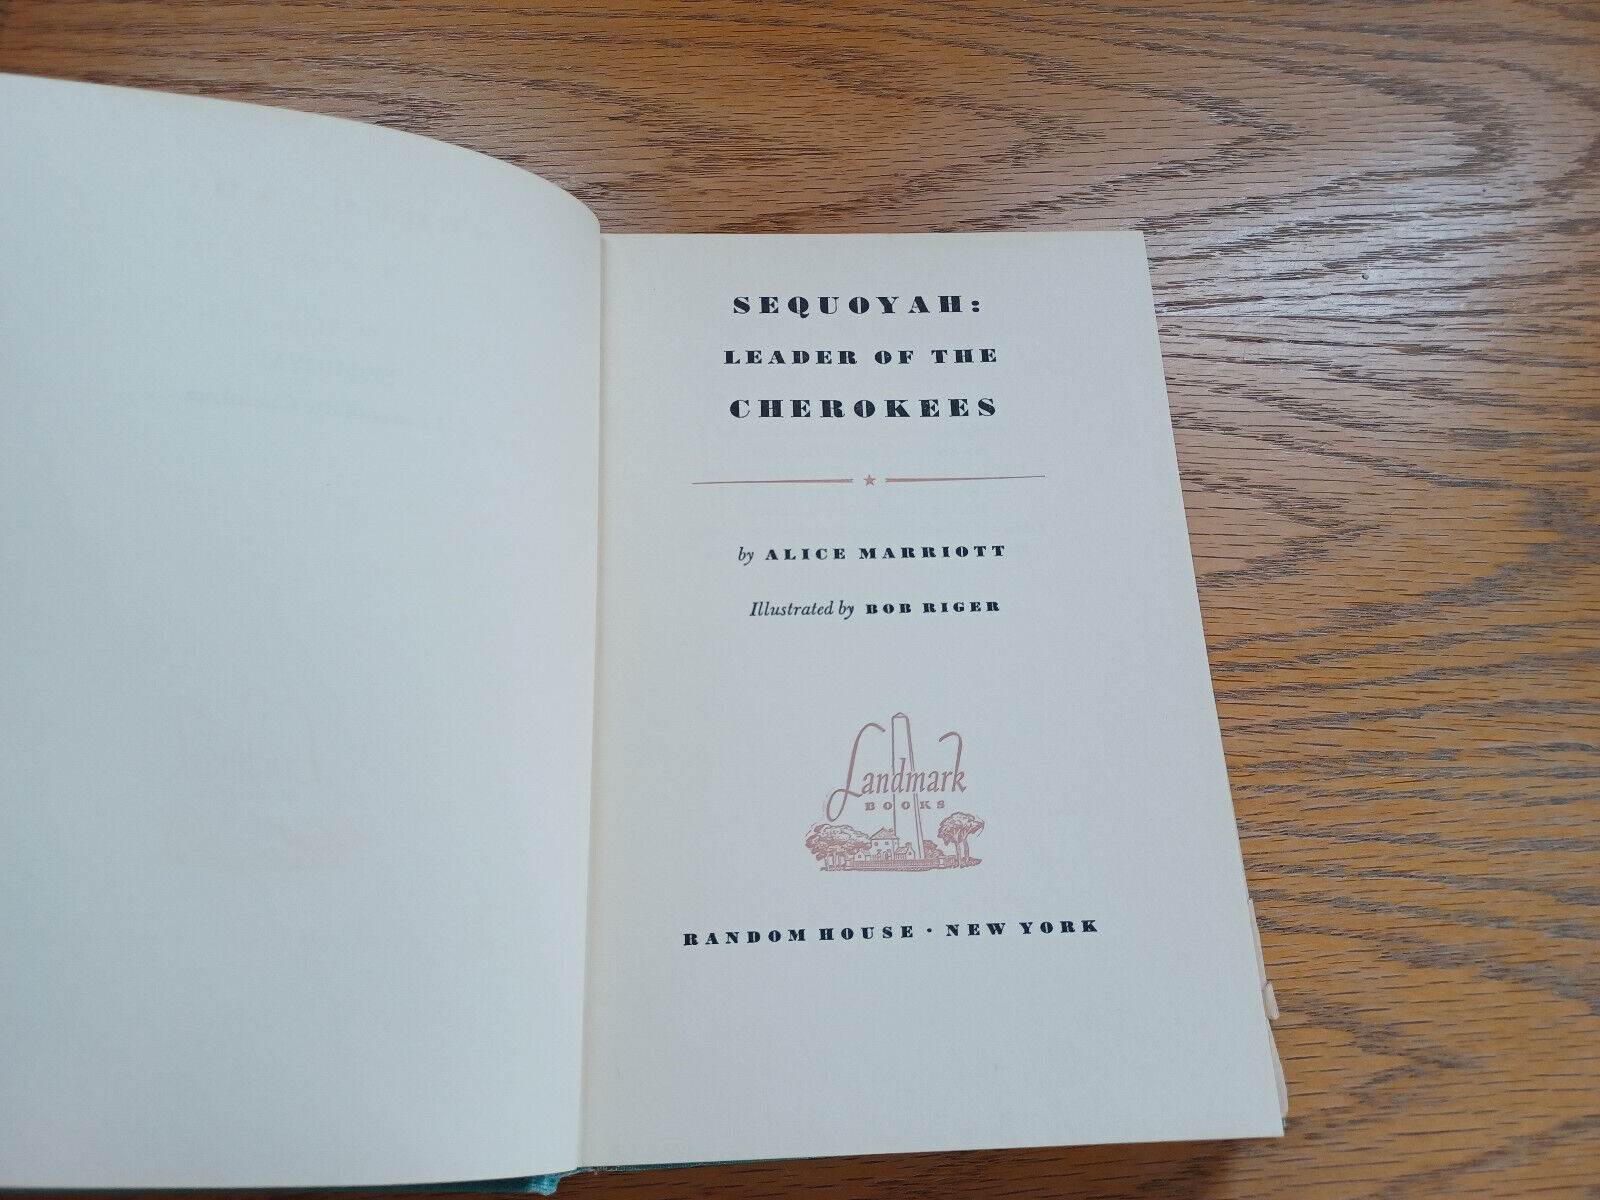 SEQUOYAH:
LEADER OF THE
CHEROKEES
by ALICE MARRIOTT
Illustrated by BOB RIGER
Landmark
BOOKS
RANDOM HOUSE · NEW YORK